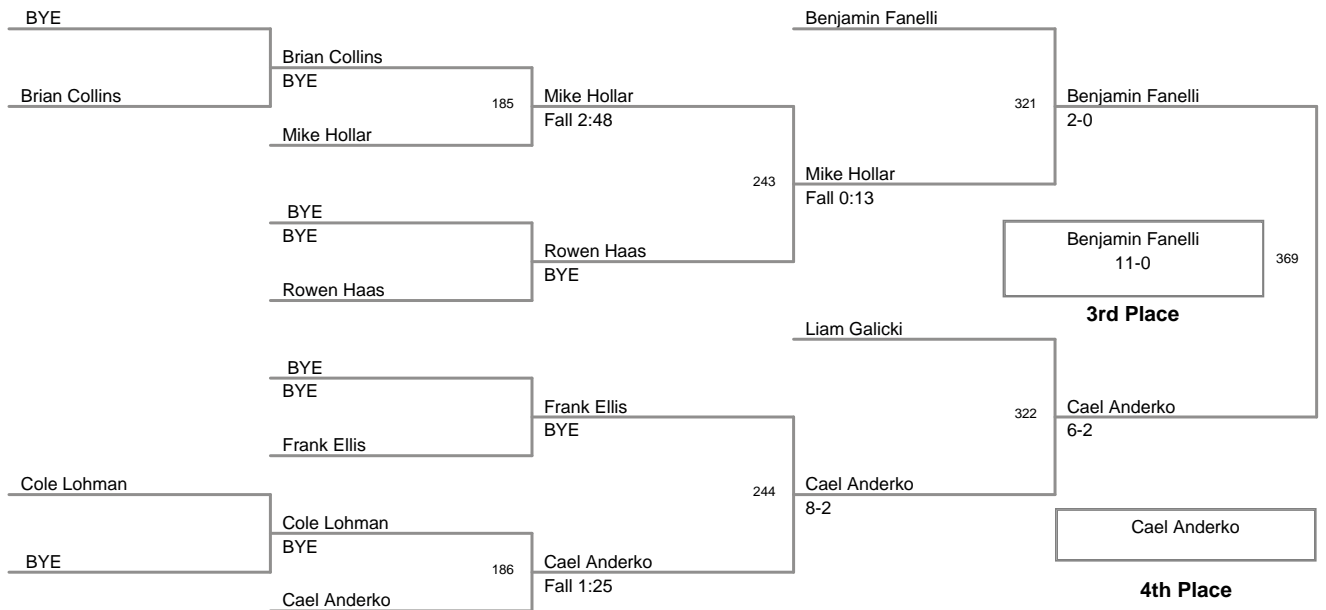 BYE
Benjamin Fanelli
Brian Collins
BYE
Brian Collins
185
Mike Hollar
Fall 2:48
321
Benjamin Fanelli
2-0
Mike Hollar
243
Mike Hollar
Fall 0:13
BYE
BYE
Rowen Haas
BYE
Benjamin Fanelli
11-0
369
Rowen Haas
3rd Place
Liam Galicki
BYE
BYE
Frank Ellis
BYE
322
Cael Anderko
6-2
Frank Ellis
Cole Lohman
244
Cael Anderko
8-2
Cole Lohman
BYE
Cael Anderko
BYE
186
Cael Anderko
Fall 1:25
4th Place
Cael Anderko